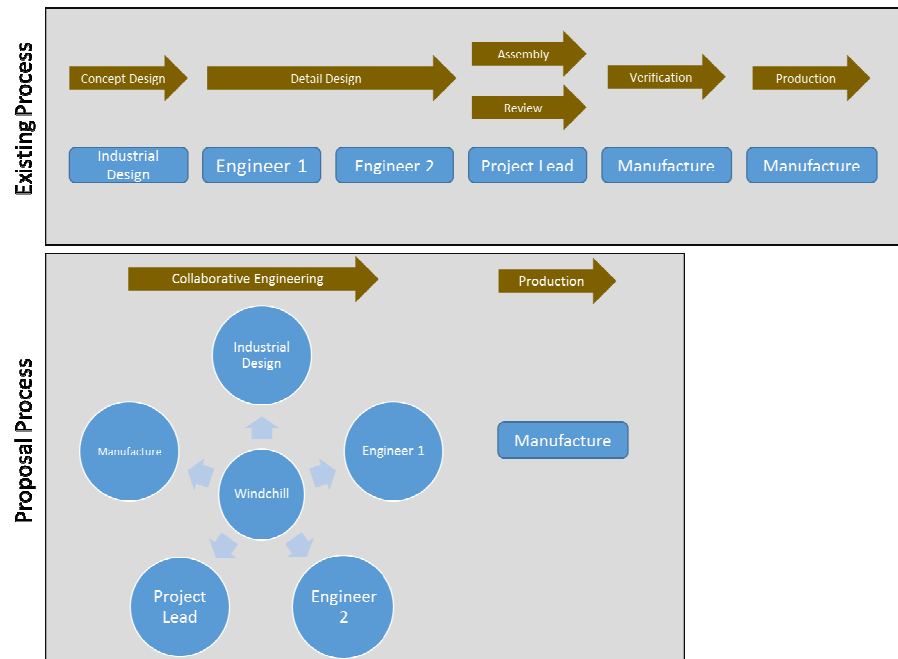 Existing Process
Concept Design
Detail Design
Assembly
Review
Verification
Production
Industrial
Design
Engineer 1
Engineer 2
Project Lead
Manufacture
Manufacture
Proposal Process
Collaborative Engineering
Production
Industrial
Design
Manufacture
Engineer 1
Windchill
Project
Lead
Engineer
2
Manufacture